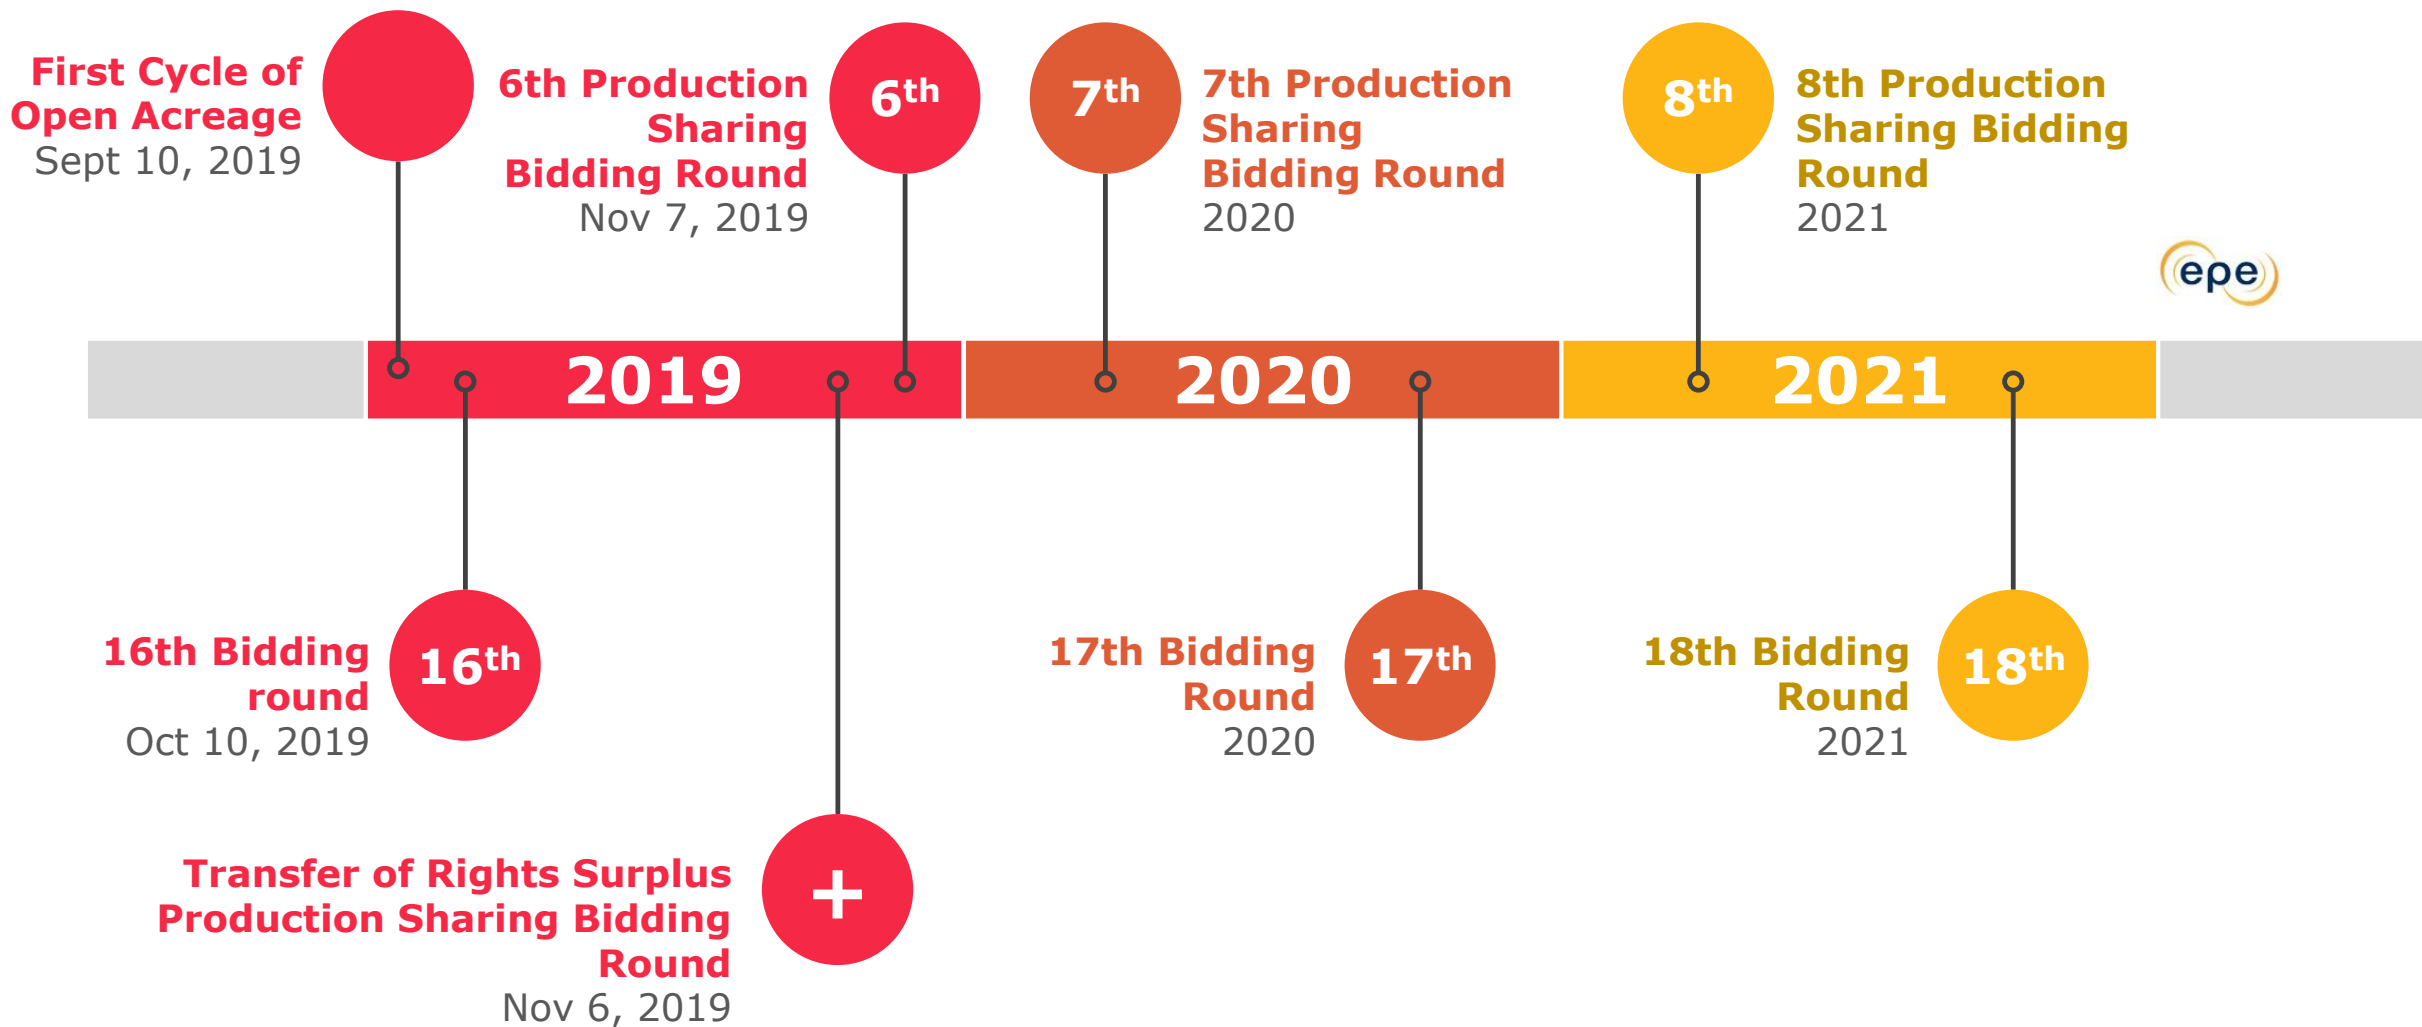 First Cycle of
Open Acreage
Sept 10, 2019
6th Production
Sharing
Bidding Round
Nov 7, 2019
6th
7th
7th Production
Sharing
Bidding Round
2020
8th
8th Production
Sharing Bidding
Round
2021
epe
2019
2020
2021
16th Bidding
round
Oct 10, 2019
16th
17th Bidding
Round
2020
17th
18th Bidding
Round
2021
18th
Transfer of Rights Surplus
Production Sharing Bidding
Round
Nov 6, 2019
+